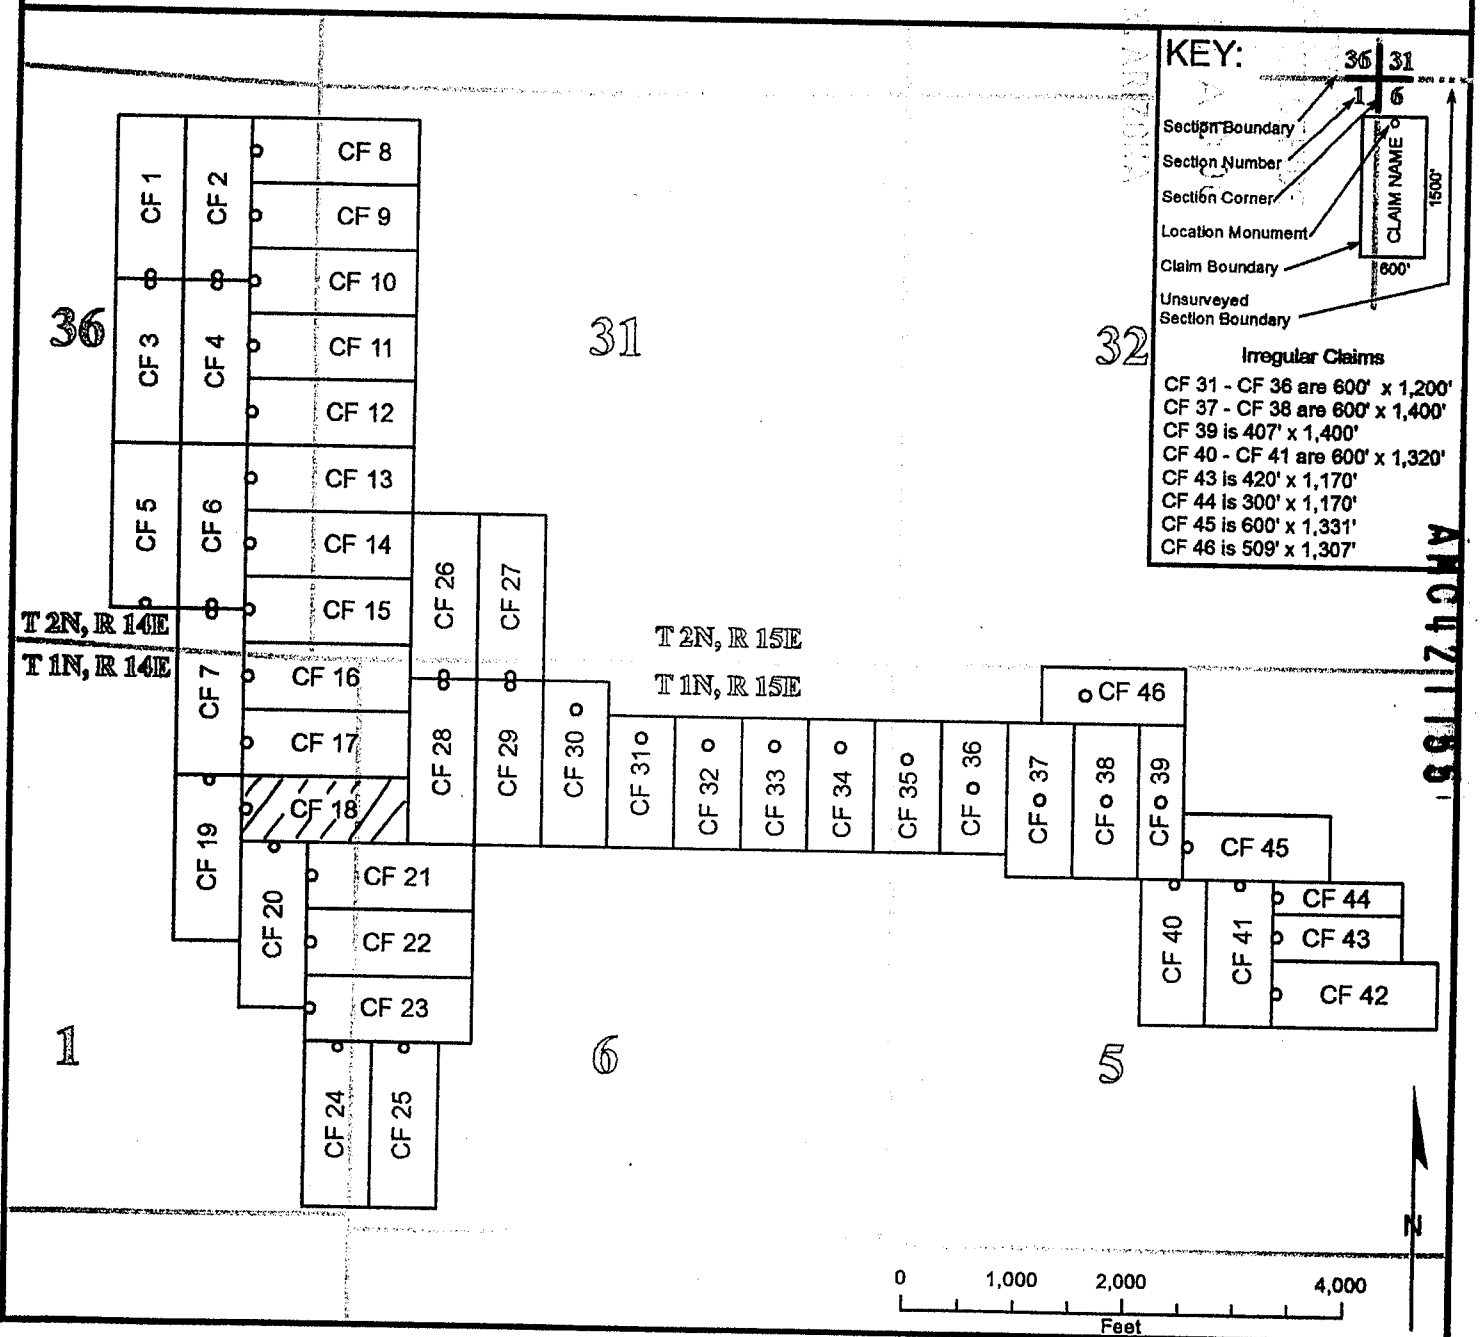 KEY:
36 31
1 6
Section Boundary
Section Number
Section Corner
Location Monument
Claim Boundary
Unsurveyed
Section Boundary
CLAIM NAME
1500'
600'
Irregular Claims
CF 31 - CF 36 are 600' x 1,200'
CF 37 - CF 38 are 600' x 1,400'
CF 39 is 407' x 1,400'
CF 40 - CF 41 are 600' x 1,320'
CF 43 is 420' x 1,170'
CF 44 is 300' x 1,170'
CF 45 is 600' x 1,331'
CF 46 is 509' x 1,307'
CF 1
CF 2
CF 8
CF 9
CF 10
36
CF 3
CF 4
CF 11
CF 12
31
32
CF 5
CF 6
CF 13
CF 14
CF 15
CF 26
CF 27
T 2N, R 14E
T 1N, R 14E
T 2N, R 15E
T 1N, R 15E
CF 7
CF 16
CF 17
CF 18
CF 28
CF 29
CF 30
CF 31
CF 32
CF 33
CF 34
CF 35
CF 36
CF 37
CF 38
CF 39
CF 46
CF 45
CF 19
CF 20
CF 21
CF 22
CF 23
CF 40
CF 41
CF 44
CF 43
CF 42
1
6
5
CF 24
CF 25
N
0 1,000 2,000 4,000
Feet